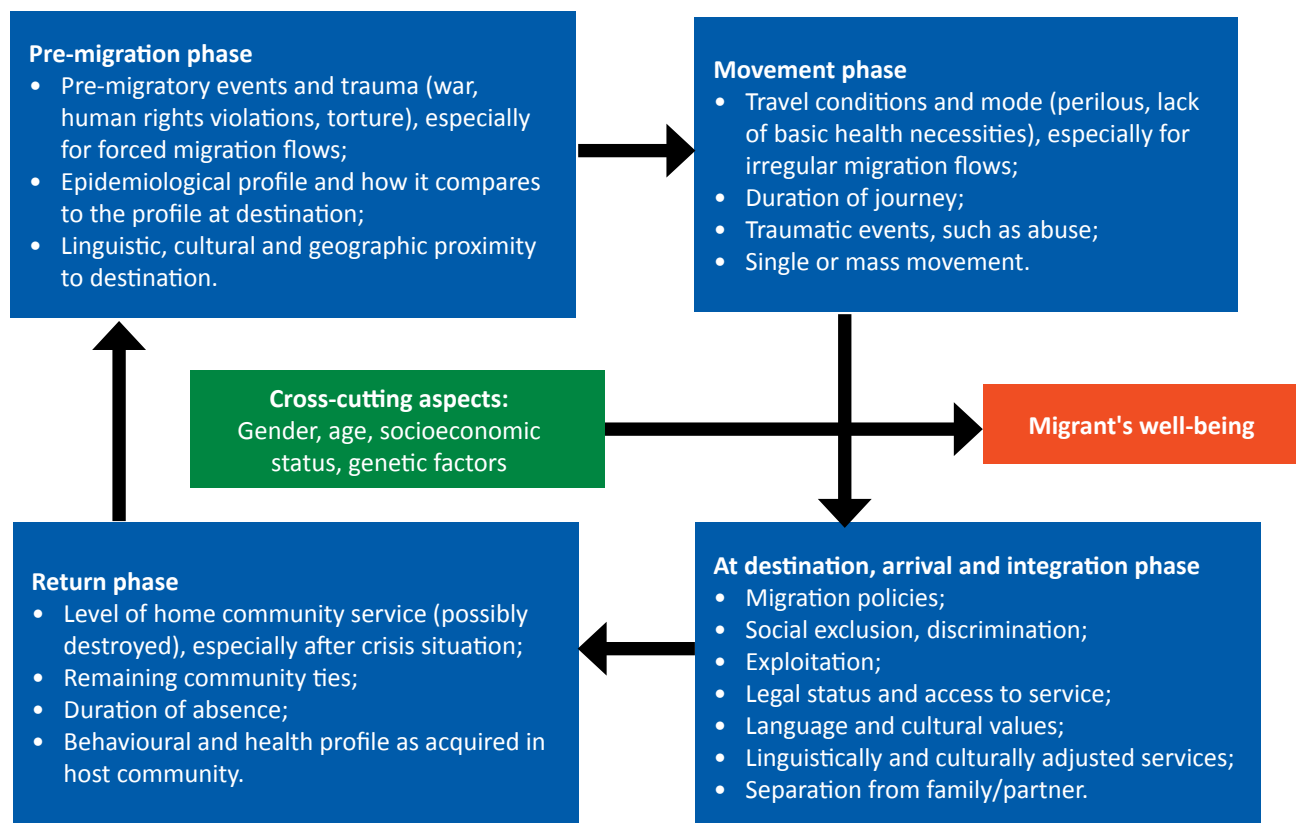 Pre-migration phase
• Pre-migratory events and trauma (war,
human rights violations, torture), especially
for forced migration flows;
• Epidemiological profile and how it compares
to the profile at destination;
• Linguistic, cultural and geographic proximity
to destination.
Movement phase
• Travel conditions and mode (perilous, lack
of basic health necessities), especially for
irregular migration flows;
• Duration of journey;
• Traumatic events, such as abuse;
• Single or mass movement.
Cross-cutting aspects:
Gender, age, socioeconomic
status, genetic factors
Migrant's well-being
Return phase
• Level of home community service (possibly
destroyed), especially after crisis situation;
• Remaining community ties;
• Duration of absence;
• Behavioural and health profile as acquired in
host community.
At destination, arrival and integration phase
• Migration policies;
• Social exclusion, discrimination;
• Exploitation;
• Legal status and access to service;
• Language and cultural values;
• Linguistically and culturally adjusted services;
• Separation from family/partner.